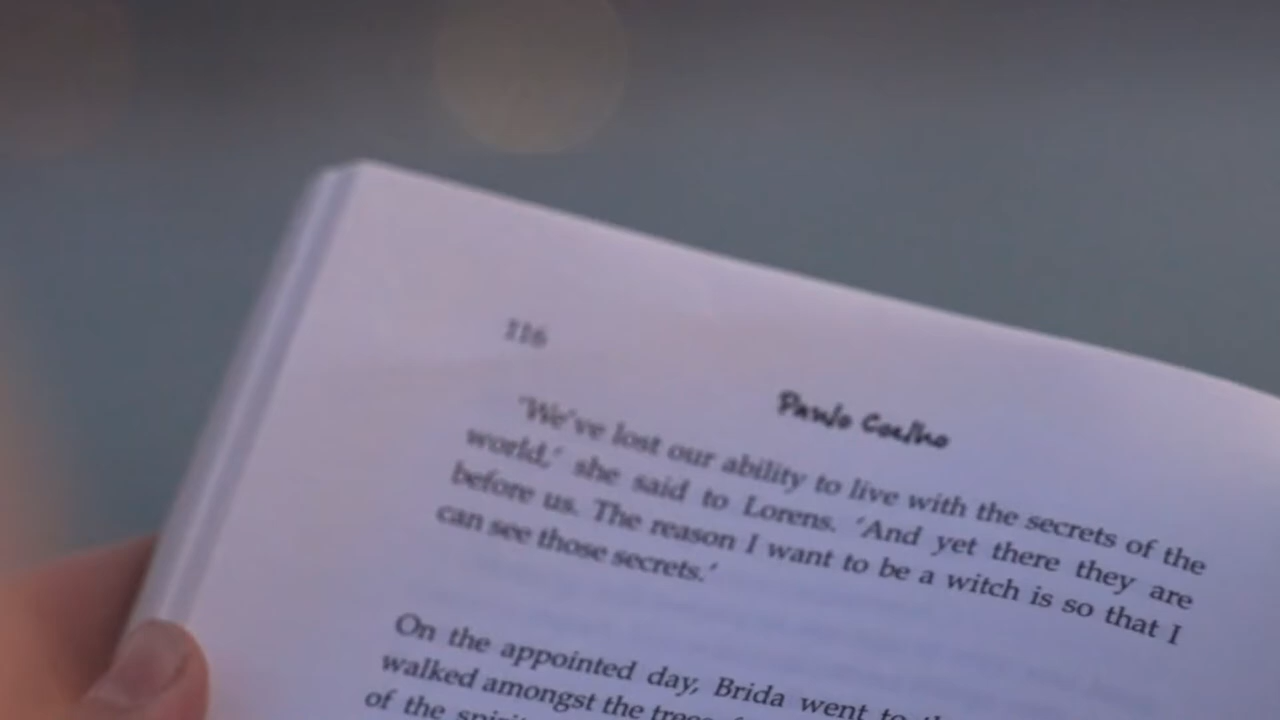 116
Paulo Coelho
'We've lost our ability to live with the secrets of the
world,' she said to Lorens. 'And yet there they are
before us. The reason I want to be a witch is so that I
can see those secrets.'
On the appointed day, Brida went to
walked amongst the trees
of the